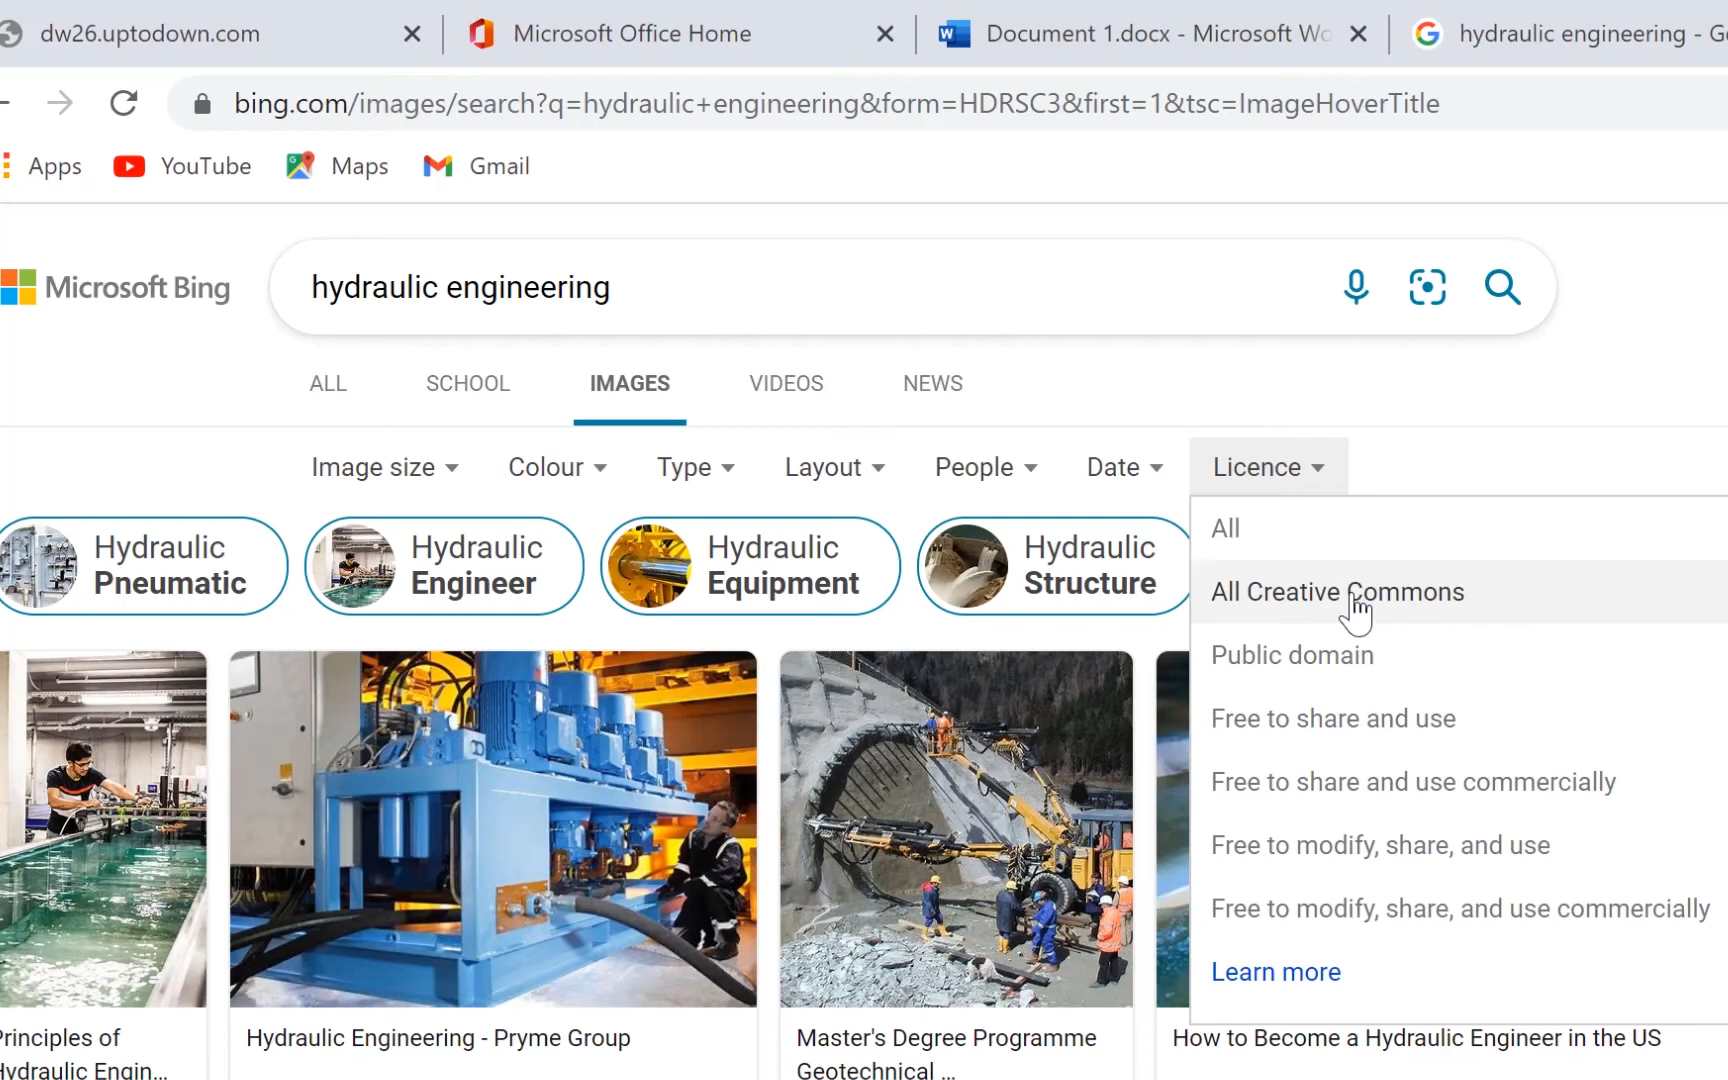 dw26.uptodown.com
Microsoft Office Home
Document 1.docx - Microsoft Wo
hydraulic engineering - Go
bing.com/images/search?q=hydraulic+engineering&form=HDRSC3&first=1&tsc=ImageHoverTitle
Apps
YouTube
Maps
Gmail
Microsoft Bing
hydraulic engineering
ALL
SCHOOL
IMAGES
VIDEOS
NEWS
Image size
Colour
Type
Layout
People
Date
Licence
Hydraulic
Pneumatic
Hydraulic
Engineer
Hydraulic
Equipment
Hydraulic
Structure
All
All Creative Commons
Public domain
Free to share and use
Free to share and use commercially
Free to modify, share, and use
Free to modify, share, and use commercially
Learn more
Principles of
Hydraulic Engin...
Hydraulic Engineering - Pryme Group
Master's Degree Programme
Geotechnical ...
How to Become a Hydraulic Engineer in the US